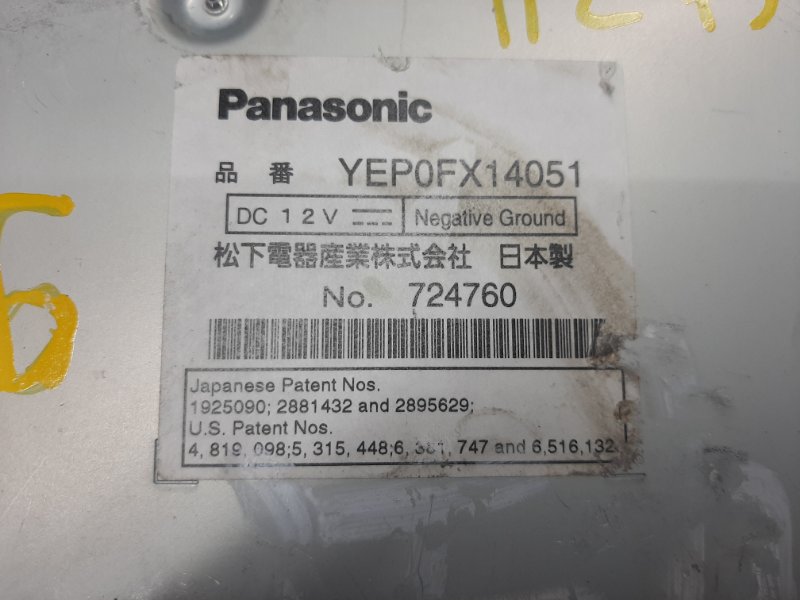 Panasonic
品 番 YEP0FX14051
DC 12V Negative Ground
松下電器産業株式会社 日本製
No. 724760
Japanese Patent Nos.
1925090; 2881432 and 2895629;
U.S. Patent Nos.
4, 819, 098;5, 315, 448;6, 381, 747 and 6,516,132
Б